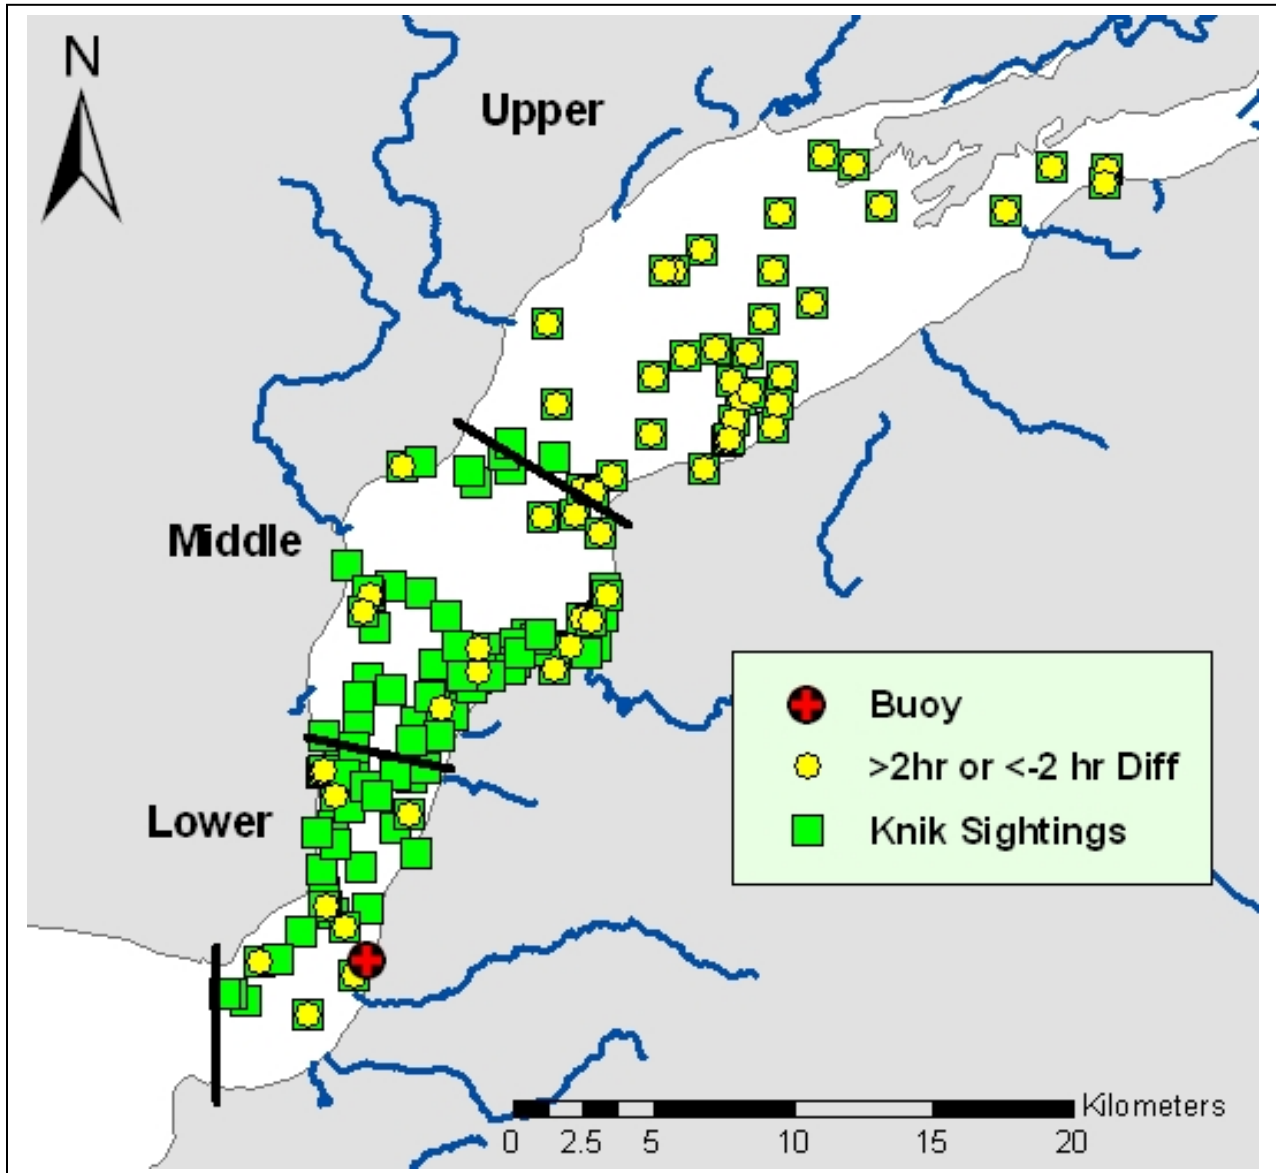 N
Upper
Middle
Lower
Buoy
>2hr or <-2 hr Diff
Knik Sightings
Kilometers
0 2.5 5 10 15 20